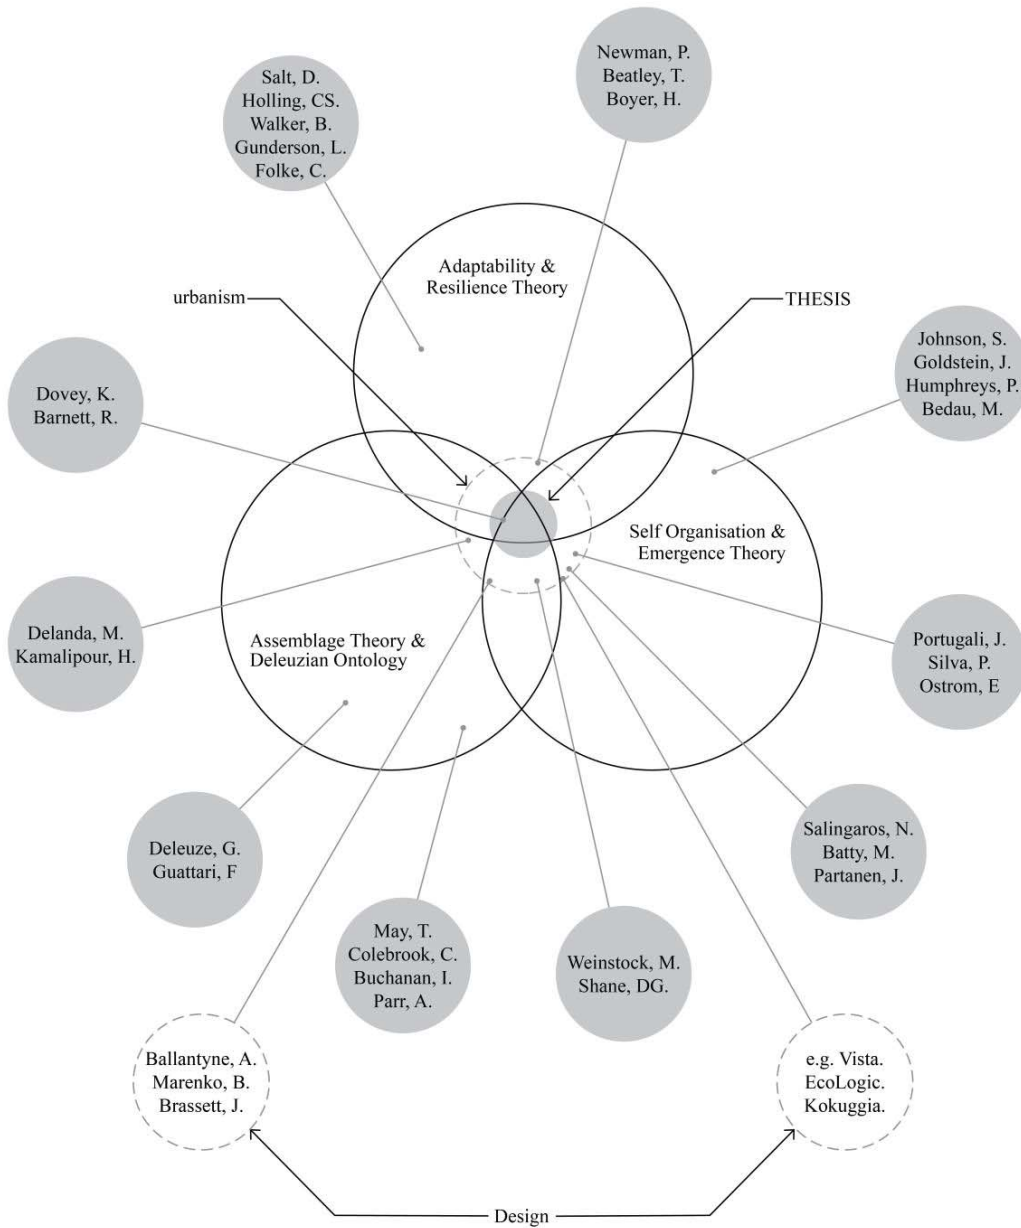 Newman, P.
Beatley, T.
Boyer, H.
Salt, D.
Holling, CS.
Walker, B.
Gunderson, L.
Folke, C.
Adaptability &
Resilience Theory
urbanism
THESIS
Johnson, S.
Goldstein, J.
Humphreys, P.
Bedau, M.
Dovey, K.
Barnett, R.
Self Organisation &
Emergence Theory
Delanda, M.
Kamalipour, H.
Assemblage Theory &
Deleuzian Ontology
Portugali, J.
Silva, P.
Ostrom, E
Deleuze, G.
Guattari, F
Salingaros, N.
Batty, M.
Partanen, J.
May, T.
Colebrook, C.
Buchanan, I.
Parr, A.
Weinstock, M.
Shane, DG.
Ballantyne, A.
Marenko, B.
Brassett, J.
e.g. Vista.
EcoLogic.
Kokuggia.
Design